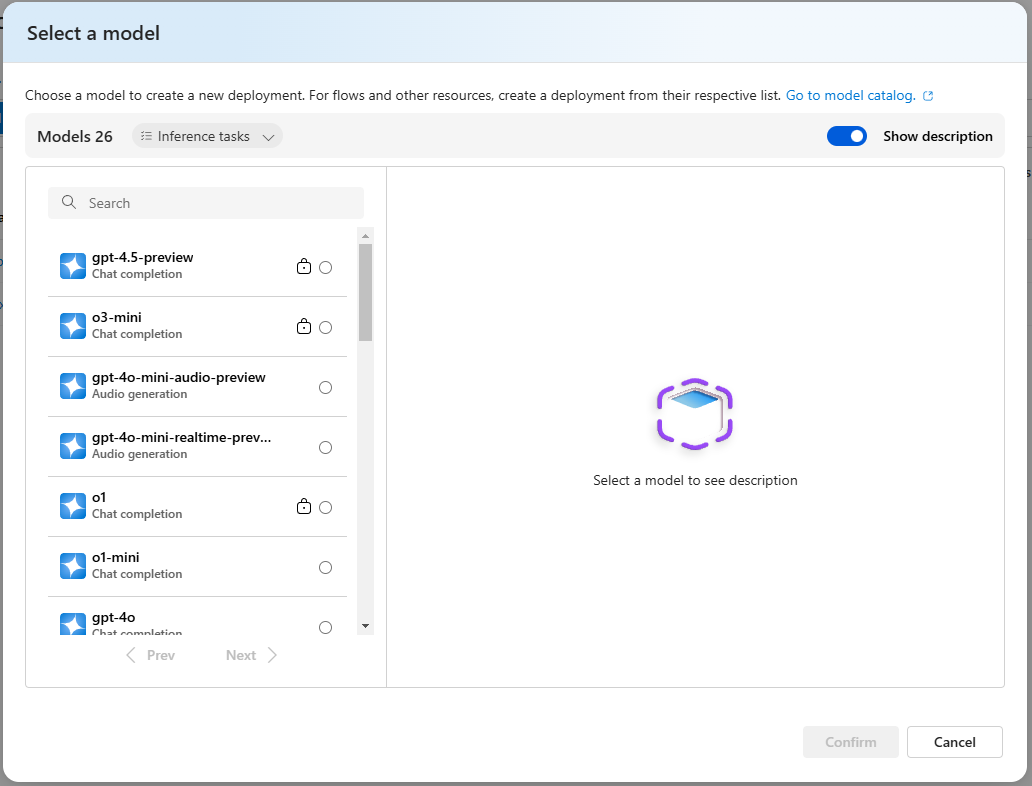 Select a model
Choose a model to create a new deployment. For flows and other resources, create a deployment from their respective list. Go to model catalog.
Models 26 Inference tasks Show description
Search
gpt-4.5-preview
Chat completion
o3-mini
Chat completion
gpt-4o-mini-audio-preview
Audio generation
gpt-4o-mini-realtime-prev...
Audio generation
o1
Chat completion
o1-mini
Chat completion
gpt-4o
Chat completion
Prev Next
Select a model to see description
Confirm Cancel